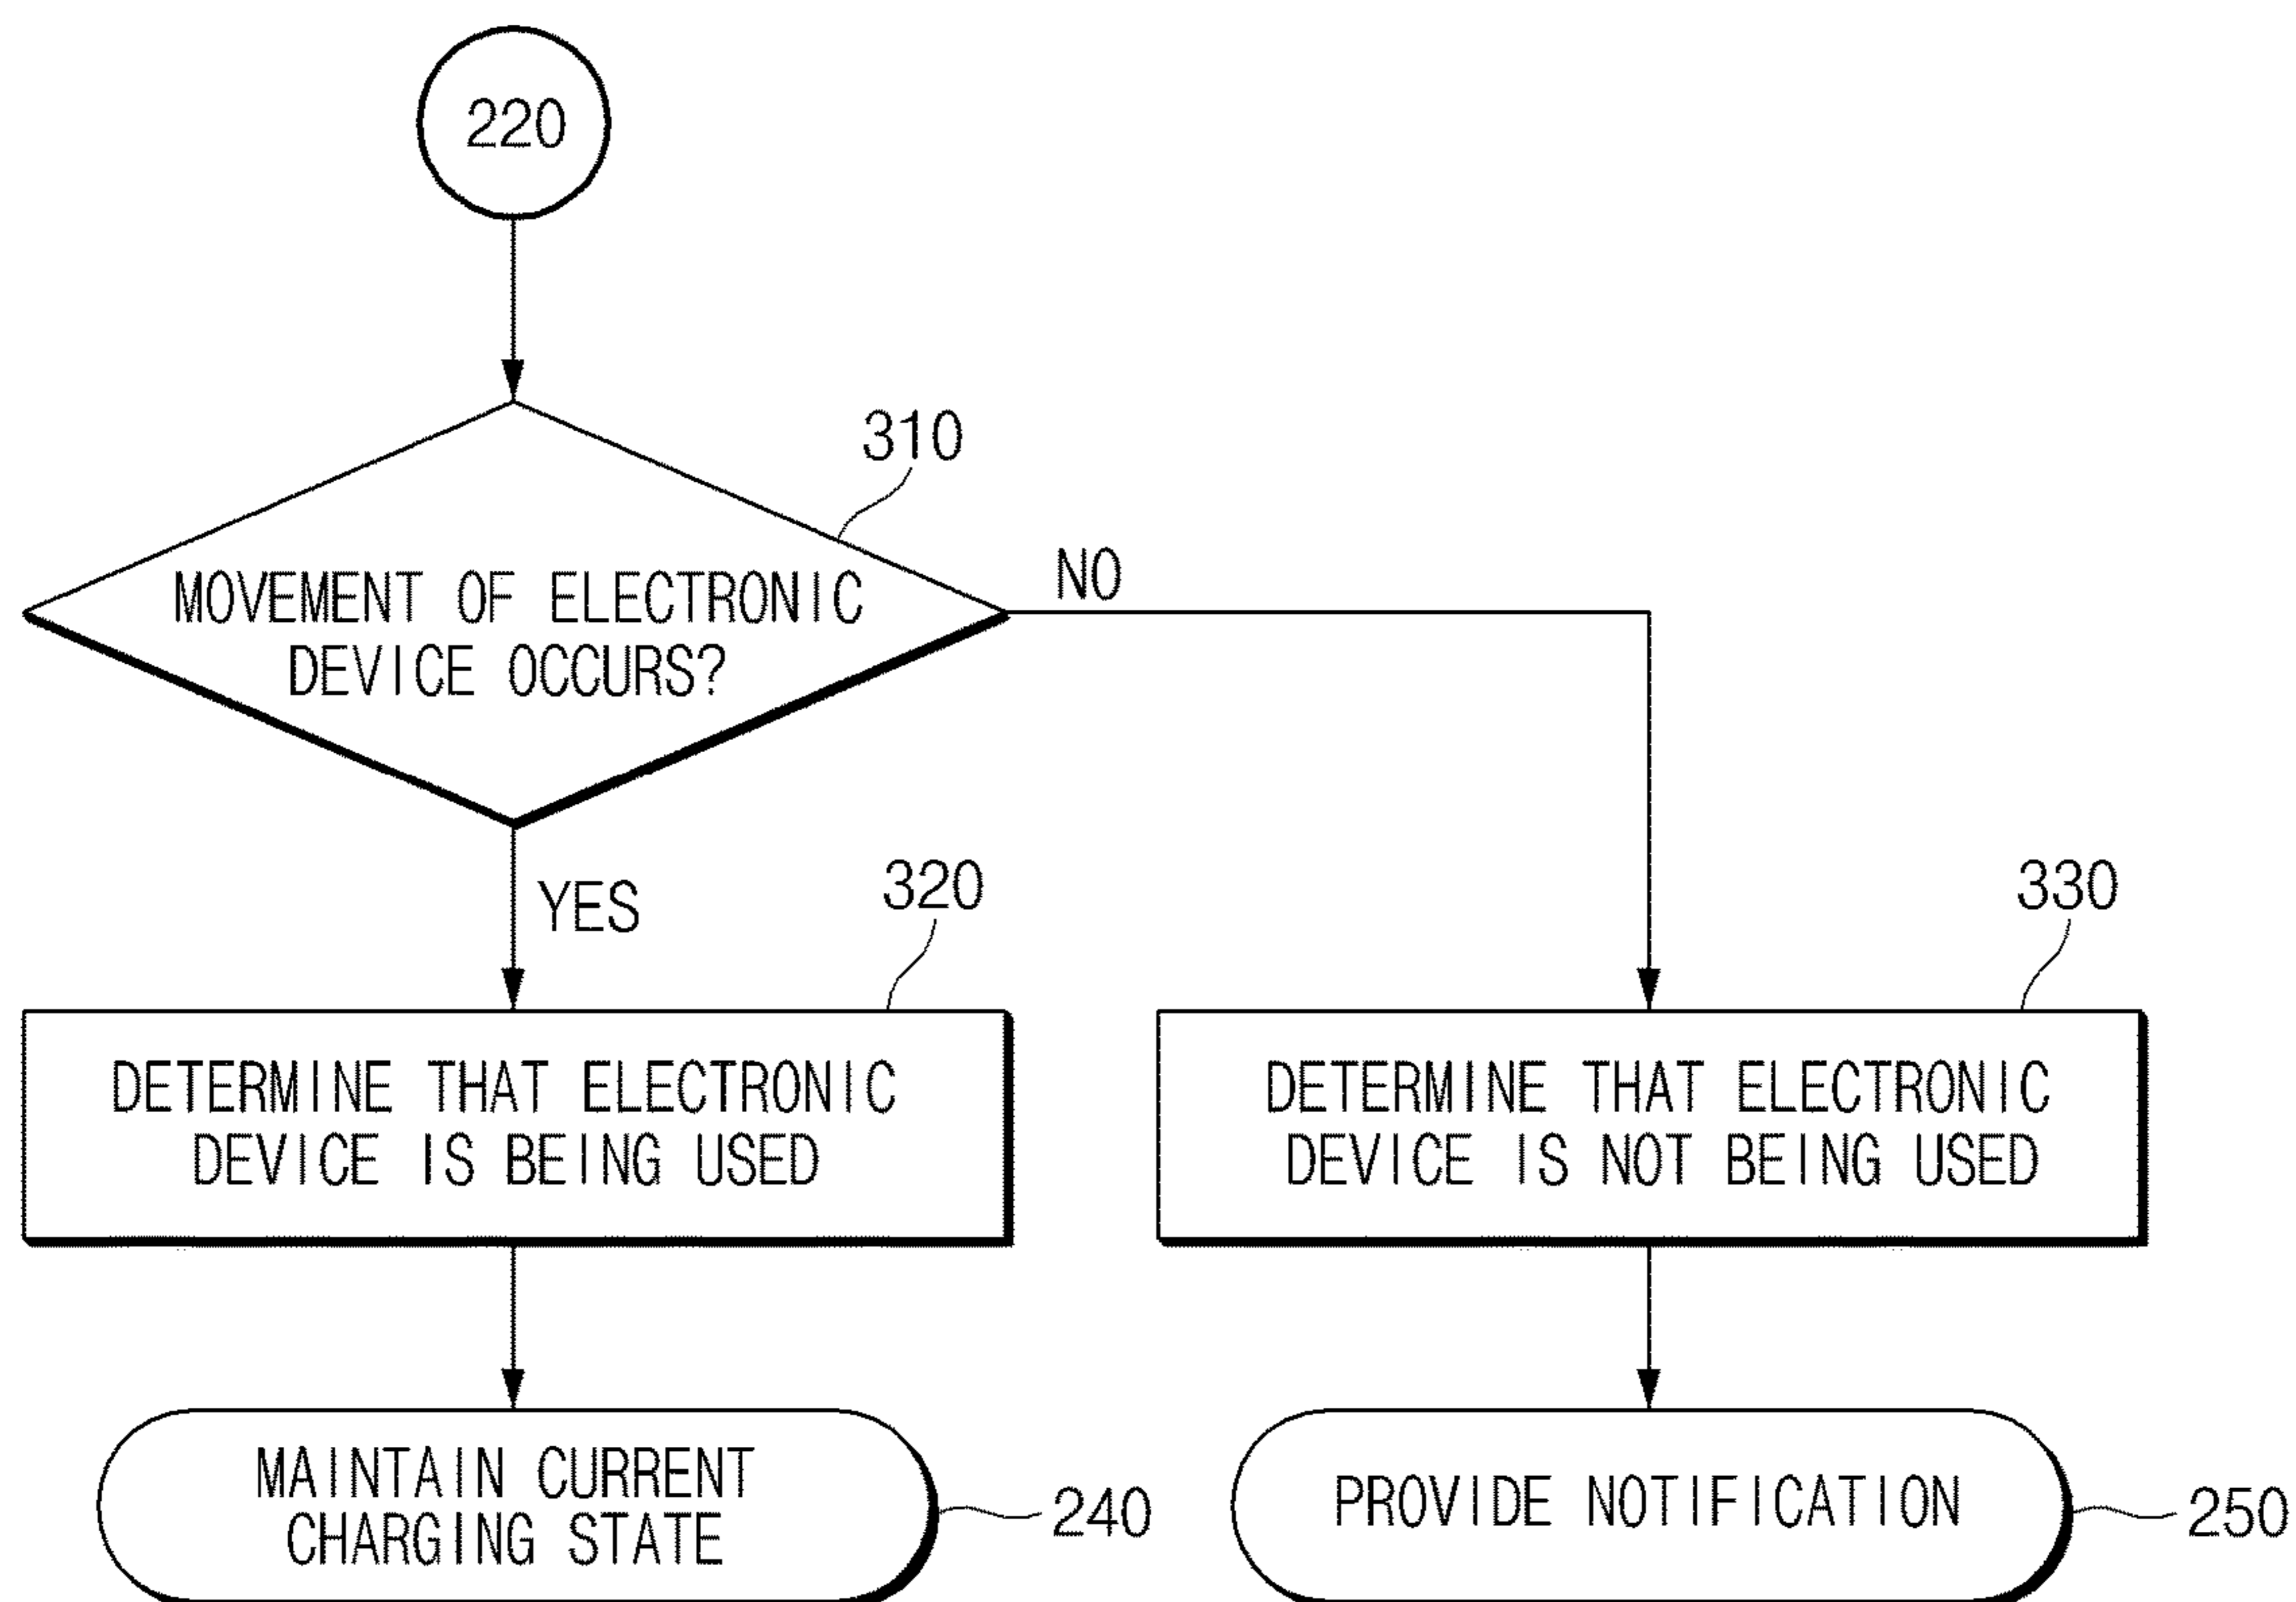 220
310
MOVEMENT OF ELECTRONIC
DEVICE OCCURS?
NO
YES
320
DETERMINE THAT ELECTRONIC
DEVICE IS BEING USED
330
DETERMINE THAT ELECTRONIC
DEVICE IS NOT BEING USED
MAINTAIN CURRENT
CHARGING STATE
240
PROVIDE NOTIFICATION
250